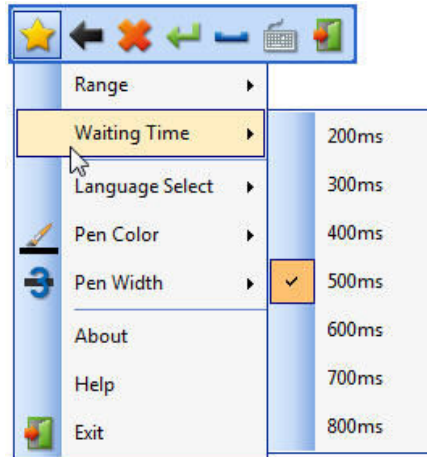 Range
Waiting Time
Language Select
Pen Color
3 Pen Width
About
Help
Exit
200ms
300ms
400ms
500ms
600ms
700ms
800ms